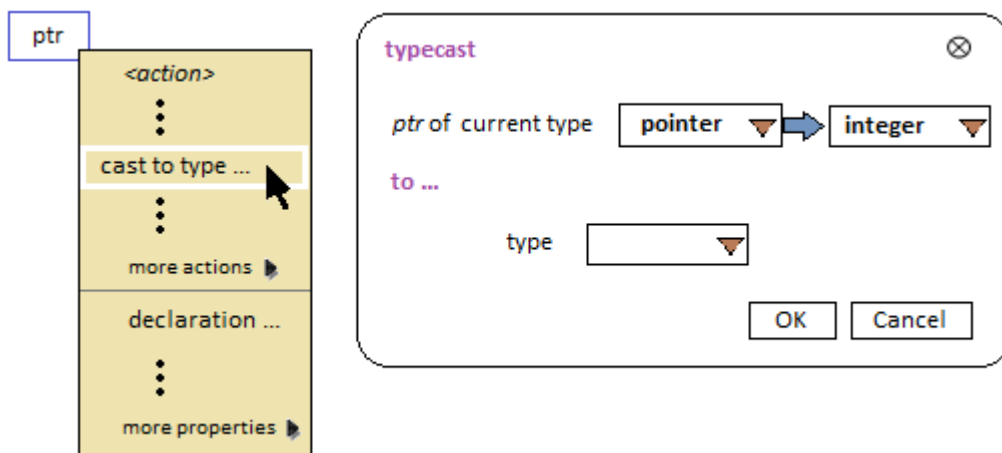 ptr
<action>
cast to type ...
more actions
declaration ...
more properties
typecast
ptr of current type pointer integer
to ...
type
OK Cancel